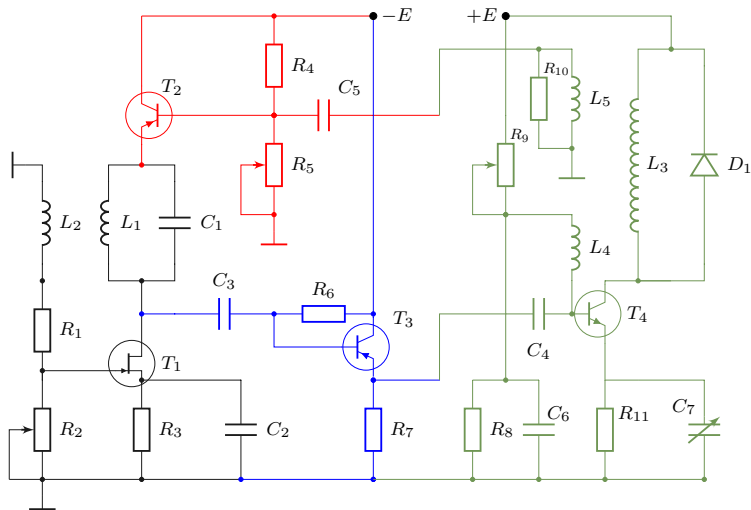 −E
+E
R₄
R₁₀
T₂
C₅
L₅
R₉
R₅
L₃
D₁
L₂
L₁
C₁
L₄
C₃
R₆
T₃
T₄
R₁
T₁
C₄
R₂
R₃
C₂
R₇
R₈
C₆
R₁₁
C₇